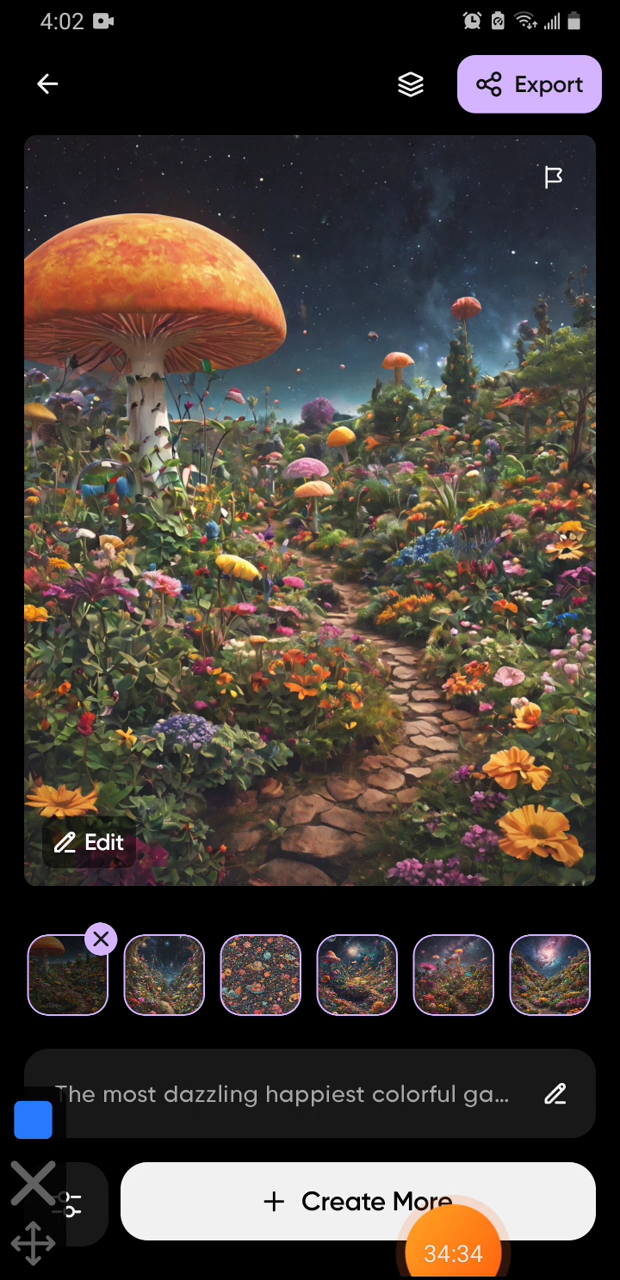 4:02
Export
Edit
The most dazzling happiest colorful ga...
Create More
34:34